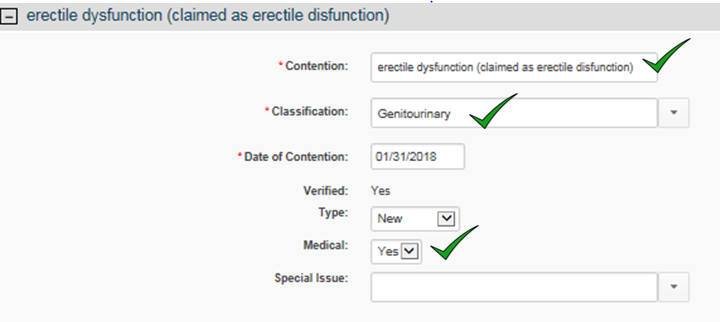 erectile dysfunction (claimed as erectile disfunction)
* Contention: erectile dysfunction (claimed as erectile disfunction)
* Classification: Genitourinary
* Date of Contention: 01/31/2018
Verified: Yes
Type: New
Medical: Yes
Special Issue: